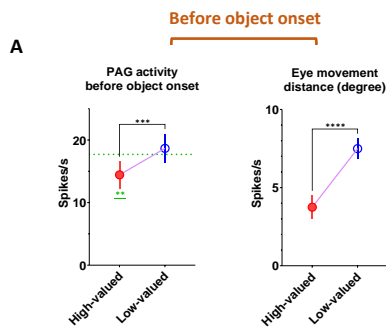 Before object onset
A
PAG activity
before object onset
Spikes/s
20
10
0
***
**
High-valued
Low-valued
Eye movement
distance (degree)
Spikes/s
10
5
0
****
High-valued
Low-valued